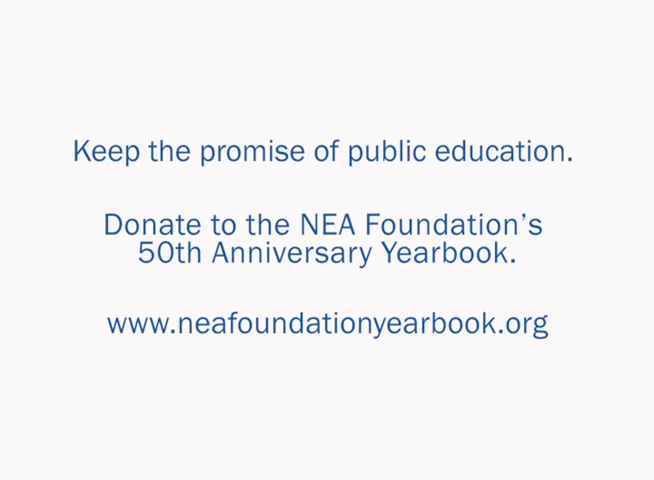 Keep the promise of public education.
Donate to the NEA Foundation’s
50th Anniversary Yearbook.
www.neafoundationyearbook.org